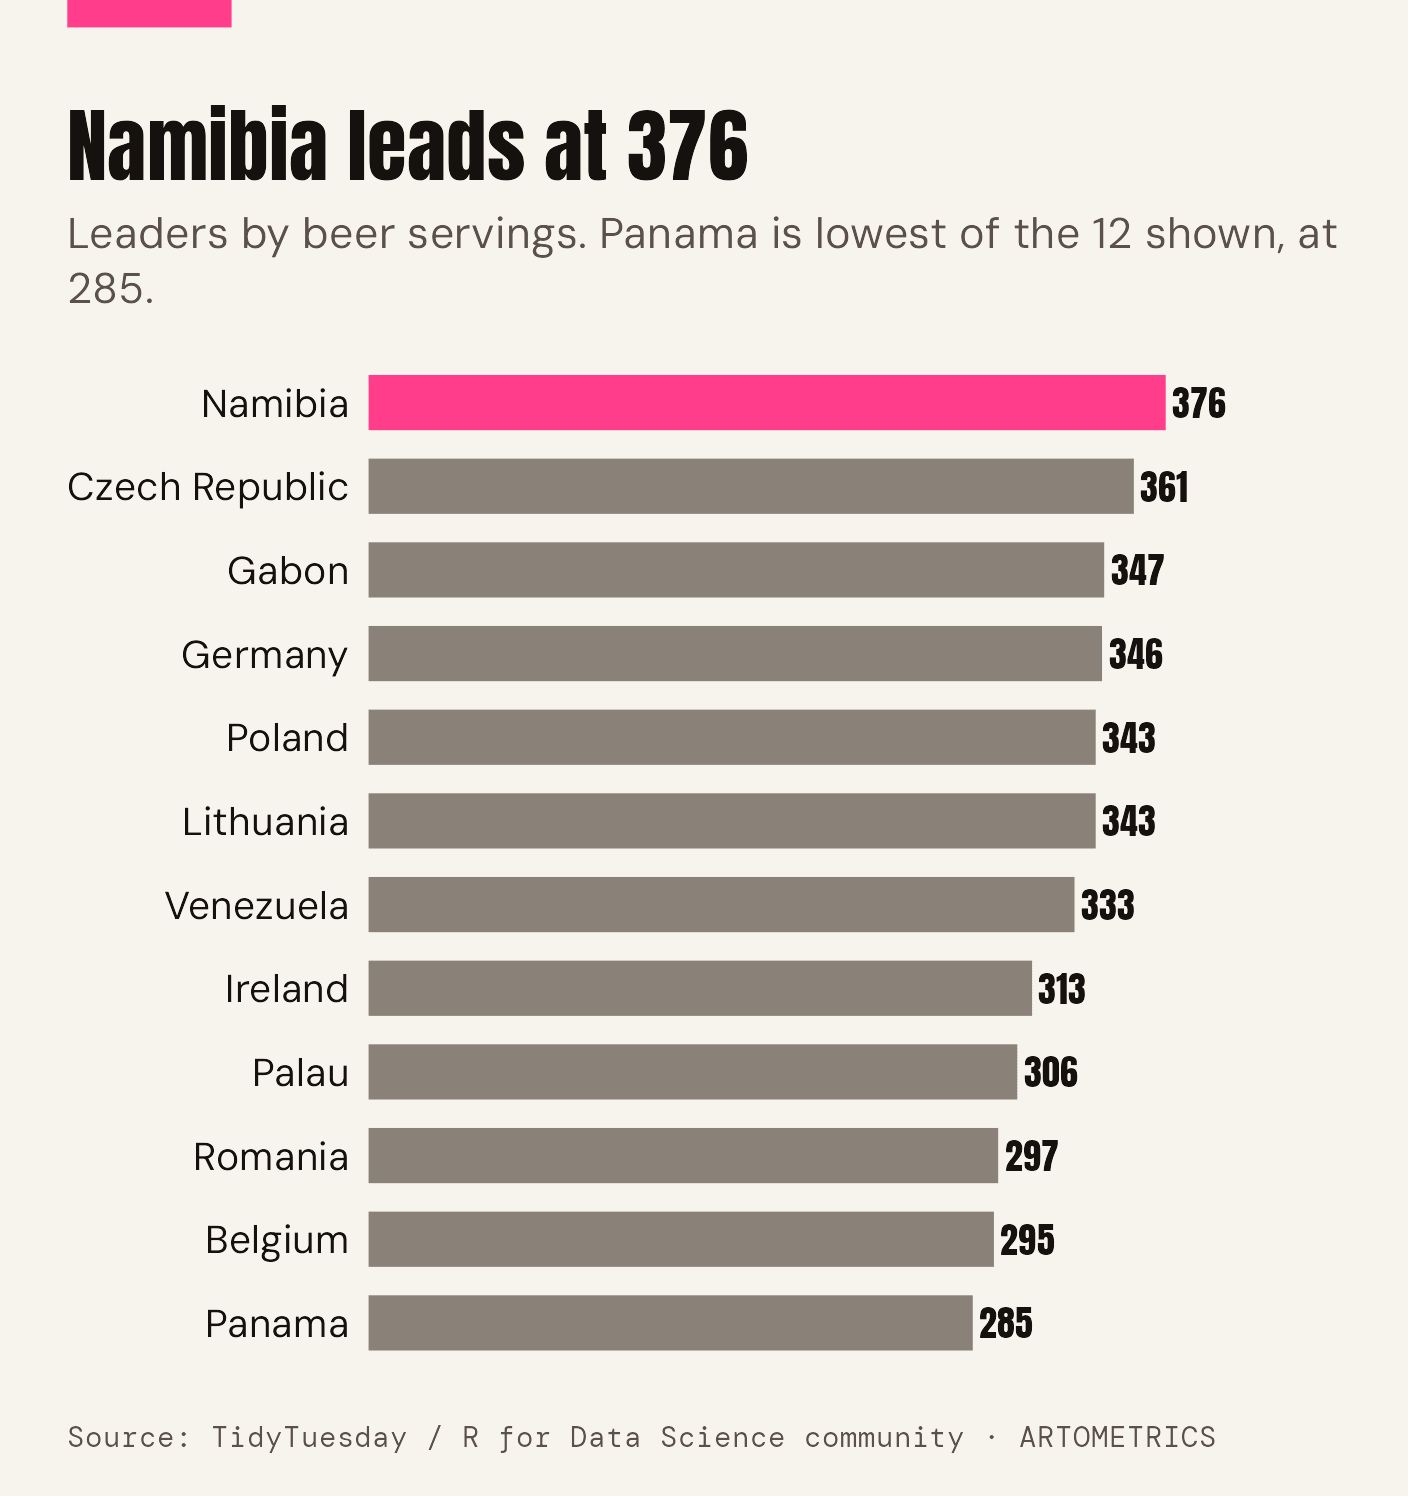 Namibia leads at 376
Leaders by beer servings. Panama is lowest of the 12 shown, at
285.
Namibia 376
Czech Republic 361
Gabon 347
Germany 346
Poland 343
Lithuania 343
Venezuela 333
Ireland 313
Palau 306
Romania 297
Belgium 295
Panama 285
Source: TidyTuesday / R for Data Science community · ARTOMETRICS